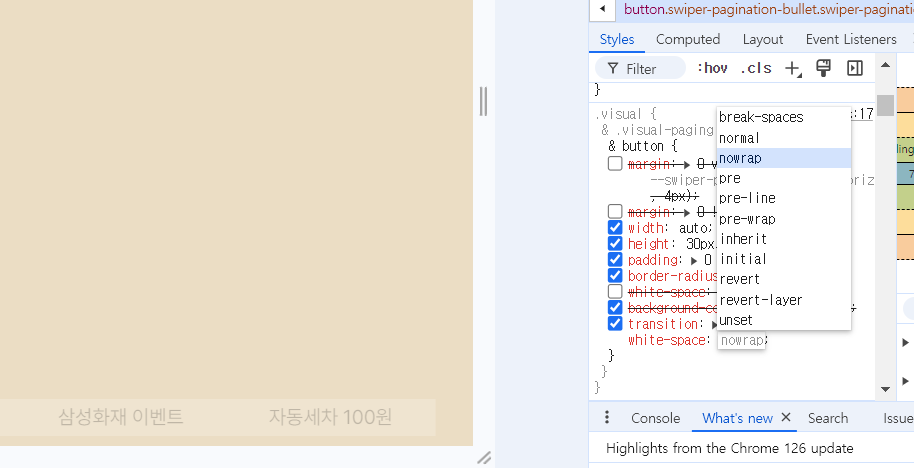 button.swiper-pagination-bullet.swiper-paginati
Styles Computed Layout Event Listeners
Filter :hov .cls
}
.visual { s:17
& .visual-paging
& button {
margin: 0
--swiper-p oriz
, 4px);
margin: 0
width: auto;
height: 30px
padding: 0
border-radius
white-space:
background-co ;
transition:
white-space: nowrap;
}
}
}
break-spaces
normal
nowrap
pre
pre-line
pre-wrap
inherit
initial
revert
revert-layer
unset
ling
7
삼성화재 이벤트 자동세차 100원
Console What's new Search Issue
Highlights from the Chrome 126 update